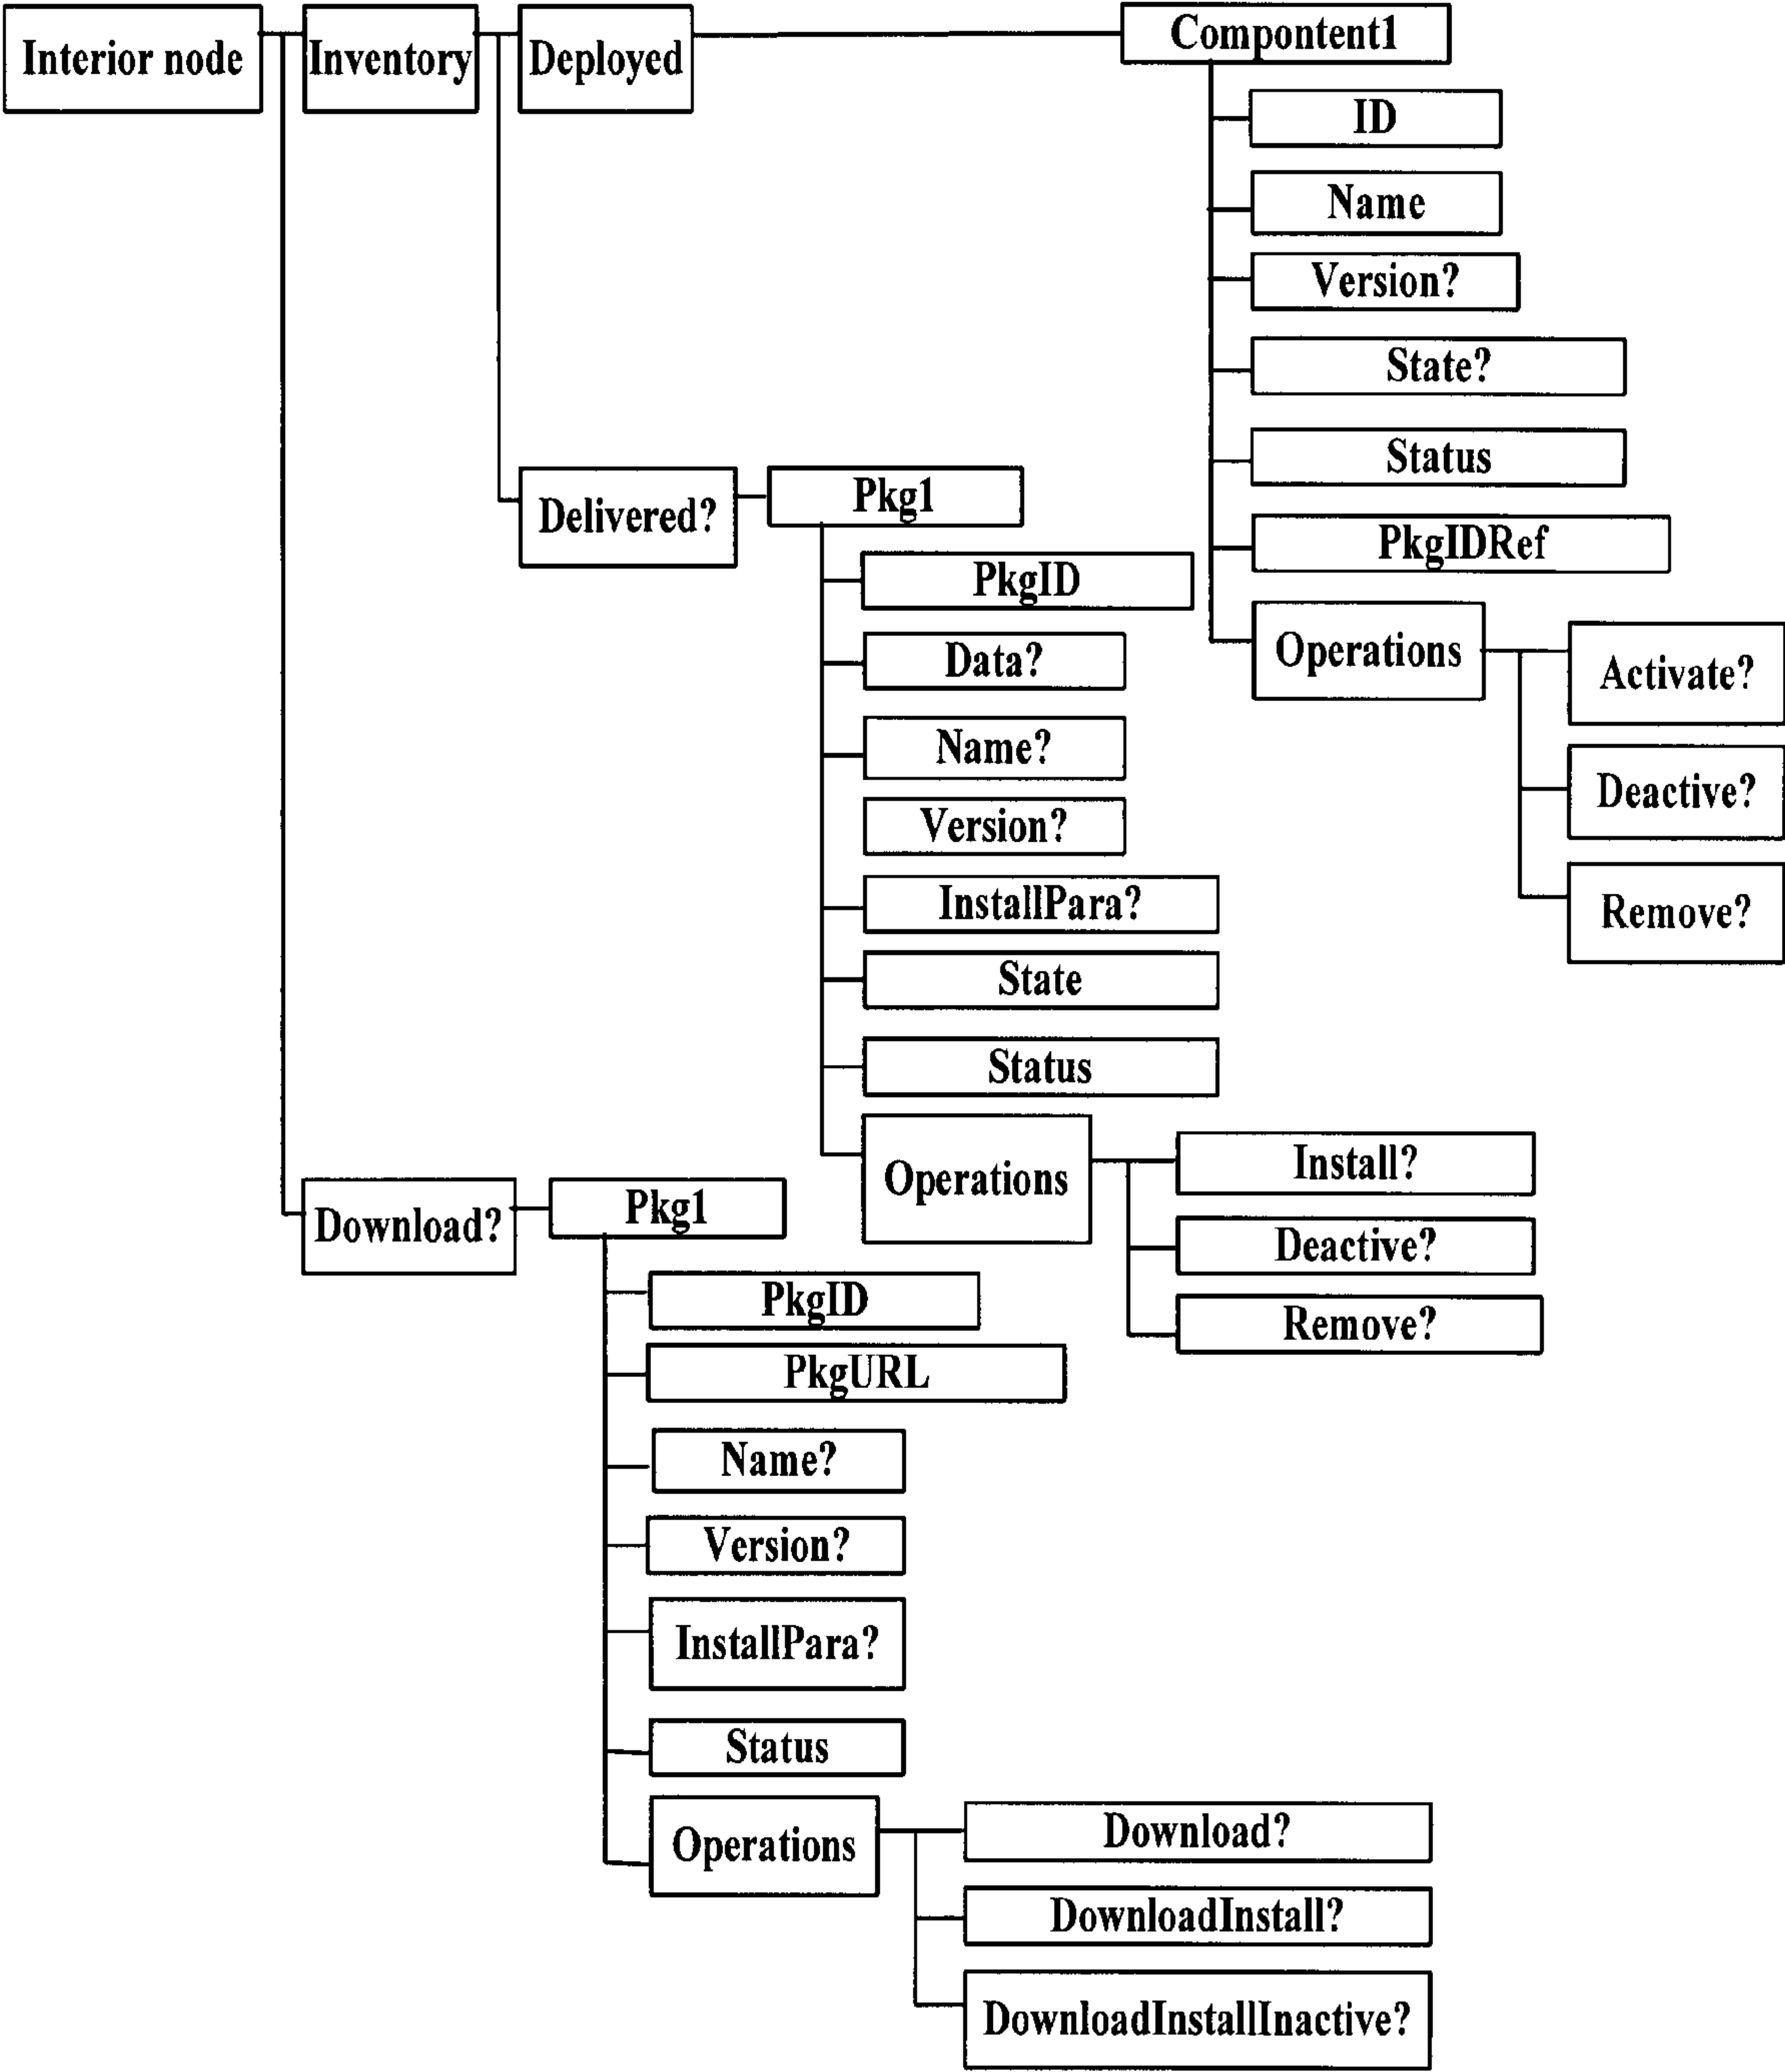 Interior node
Inventory
Deployed
Compontent1
ID
Name
Version?
State?
Status
PkgIDRef
Operations
Activate?
Deactive?
Remove?
Delivered?
Pkg1
PkgID
Data?
Name?
Version?
InstallPara?
State
Status
Operations
Install?
Deactive?
Remove?
Download?
Pkg1
PkgID
PkgURL
Name?
Version?
InstallPara?
Status
Operations
Download?
DownloadInstall?
DownloadInstallInactive?